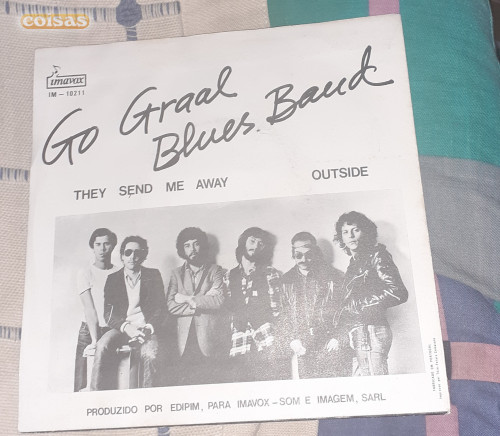 coisas
imavox
IM - 10211
Go Graal
Blues Band
THEY SEND ME AWAY OUTSIDE
PRODUZIDO POR EDIPIM, PARA IMAVOX - SOM E IMAGEM, SARL